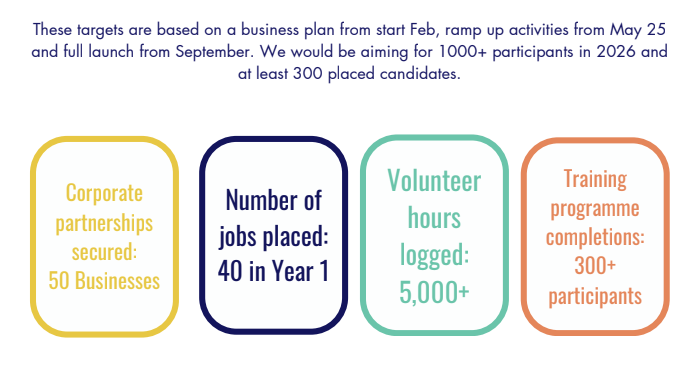 These targets are based on a business plan from start Feb, ramp up activities from May 25
and full launch from September. We would be aiming for 1000+ participants in 2026 and
at least 300 placed candidates.
Corporate
partnerships
secured:
50 Businesses
Number of
jobs placed:
40 in Year 1
Volunteer
hours
logged:
5,000+
Training
programme
completions:
300+
participants